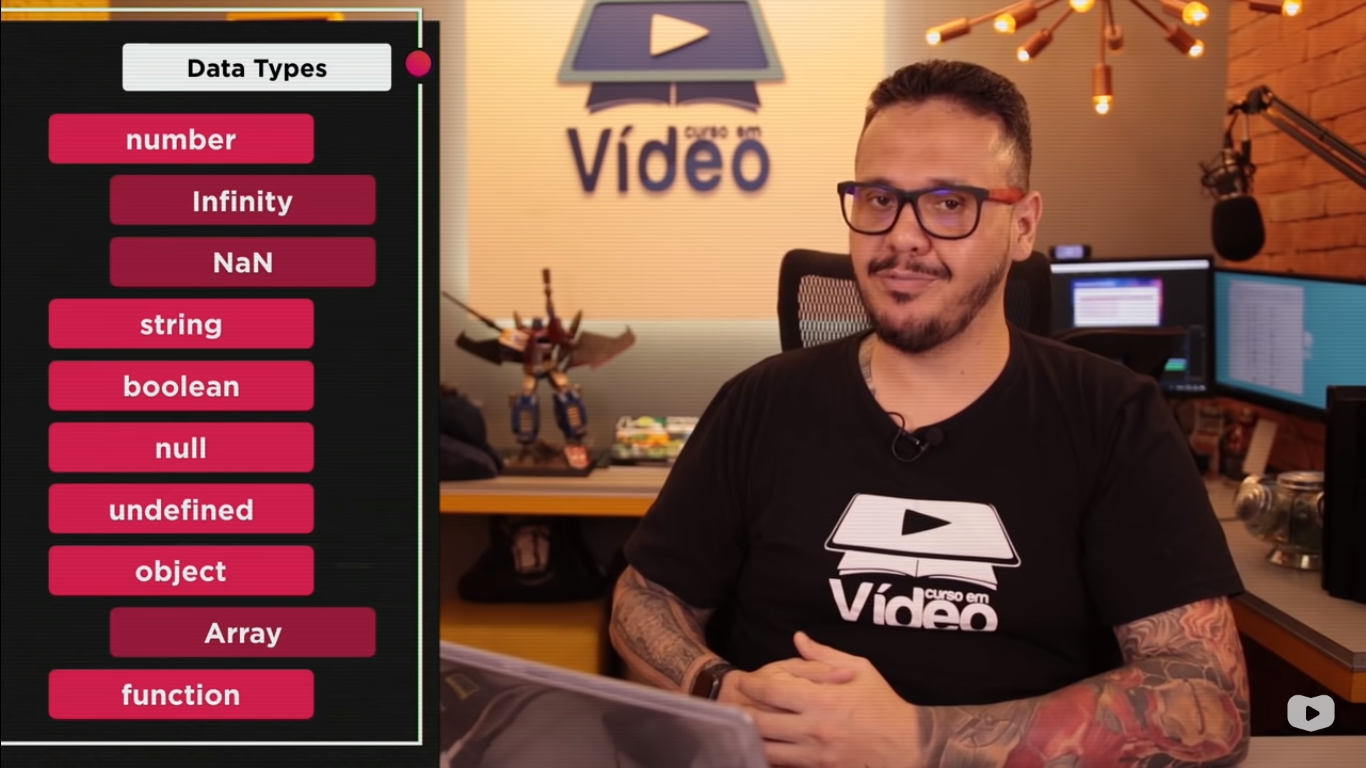 Data Types
number
Infinity
NaN
string
boolean
null
undefined
object
Array
function
curso em
Vídeo
curso em
Vídeo